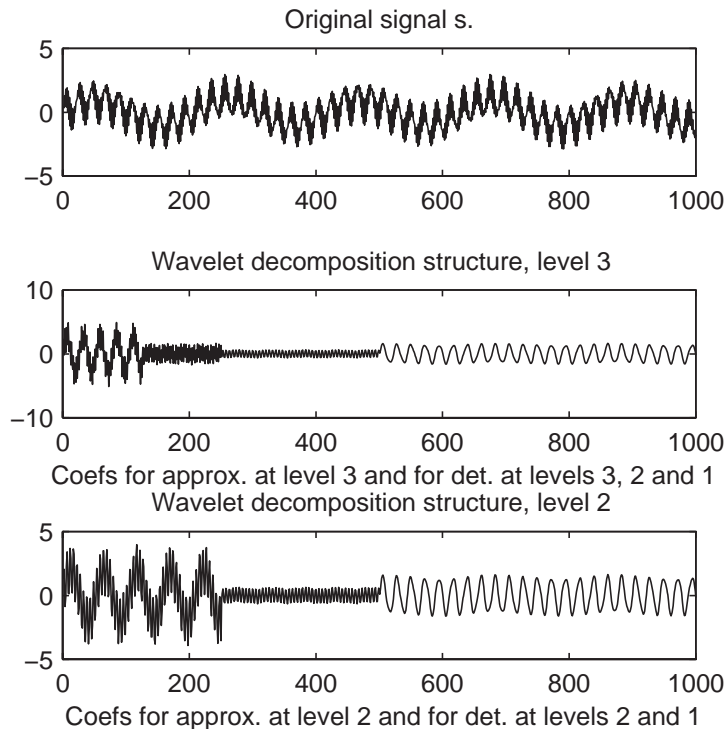 Original signal s.
5
0
−5
0 200 400 600 800 1000
Wavelet decomposition structure, level 3
10
0
−10
0 200 400 600 800 1000
Coefs for approx. at level 3 and for det. at levels 3, 2 and 1
Wavelet decomposition structure, level 2
5
0
−5
0 200 400 600 800 1000
Coefs for approx. at level 2 and for det. at levels 2 and 1